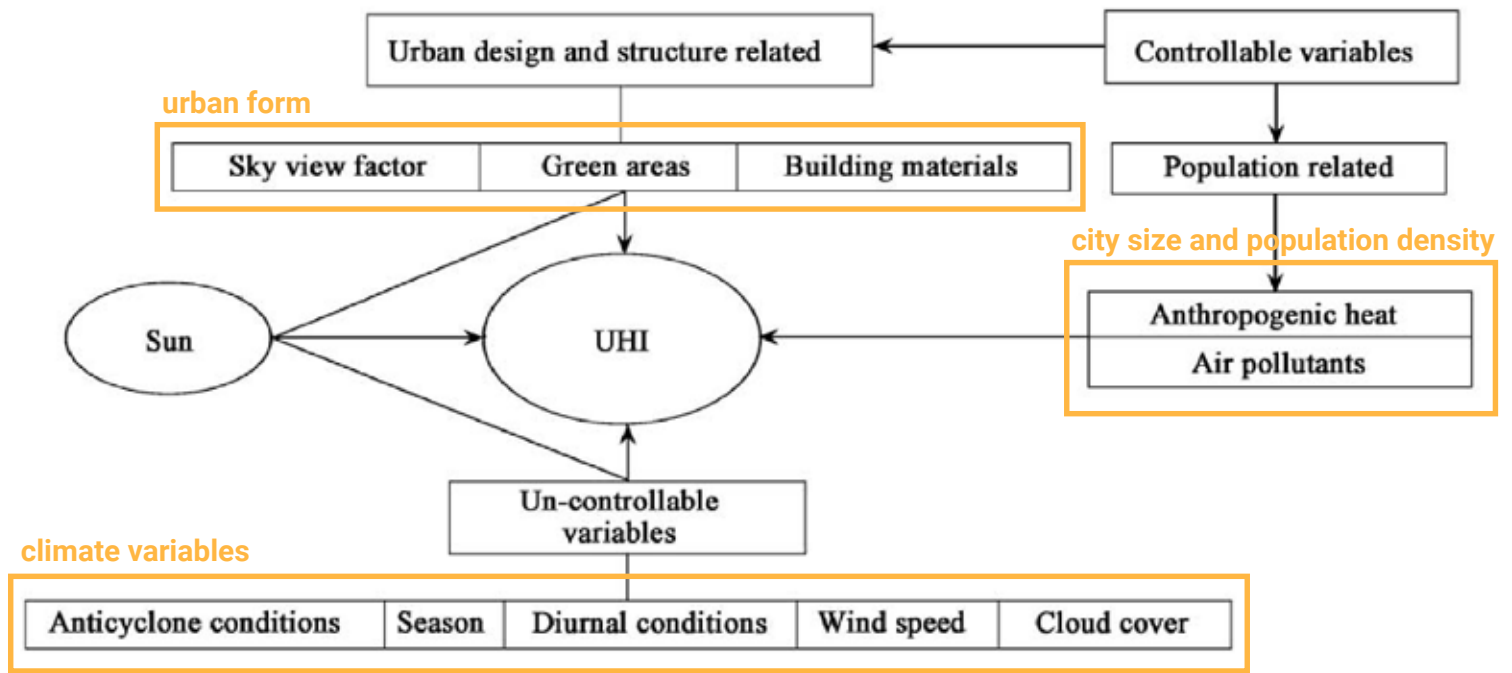 Urban design and structure related
Controllable variables
urban form
Sky view factor
Green areas
Building materials
Population related
city size and population density
Anthropogenic heat
Air pollutants
Sun
UHI
Un-controllable
variables
climate variables
Anticyclone conditions
Season
Diurnal conditions
Wind speed
Cloud cover